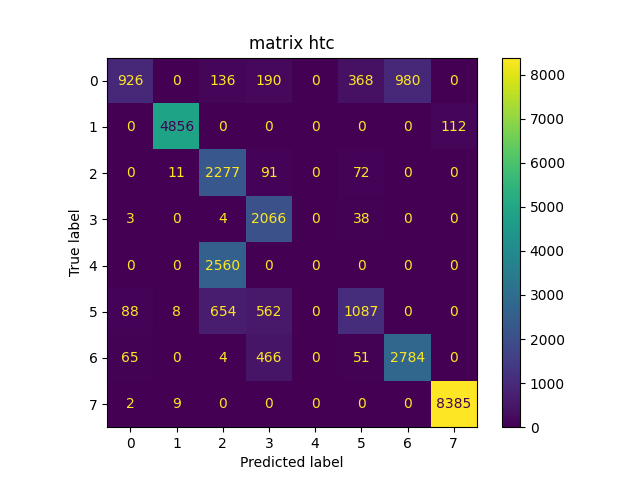 matrix htc
True label
0 926 0 136 190 0 368 980 0
1 0 4856 0 0 0 0 0 112
2 0 11 2277 91 0 72 0 0
3 3 0 4 2066 0 38 0 0
4 0 0 2560 0 0 0 0 0
5 88 8 654 562 0 1087 0 0
6 65 0 4 466 0 51 2784 0
7 2 9 0 0 0 0 0 8385
0 1 2 3 4 5 6 7
Predicted label
8000
7000
6000
5000
4000
3000
2000
1000
0